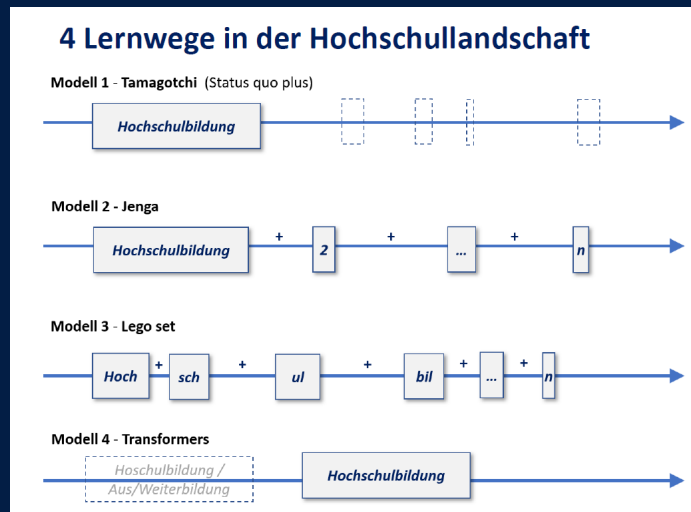 4 Lernwege in der Hochschullandschaft
Modell 1 - Tamagotchi (Status quo plus)
Hochschulbildung
Modell 2 - Jenga
Hochschulbildung + 2 + ... + n
Modell 3 - Lego set
Hoch + sch + ul + bil + ... + n
Modell 4 - Transformers
Hoschulbildung /
Aus/Weiterbildung
Hochschulbildung